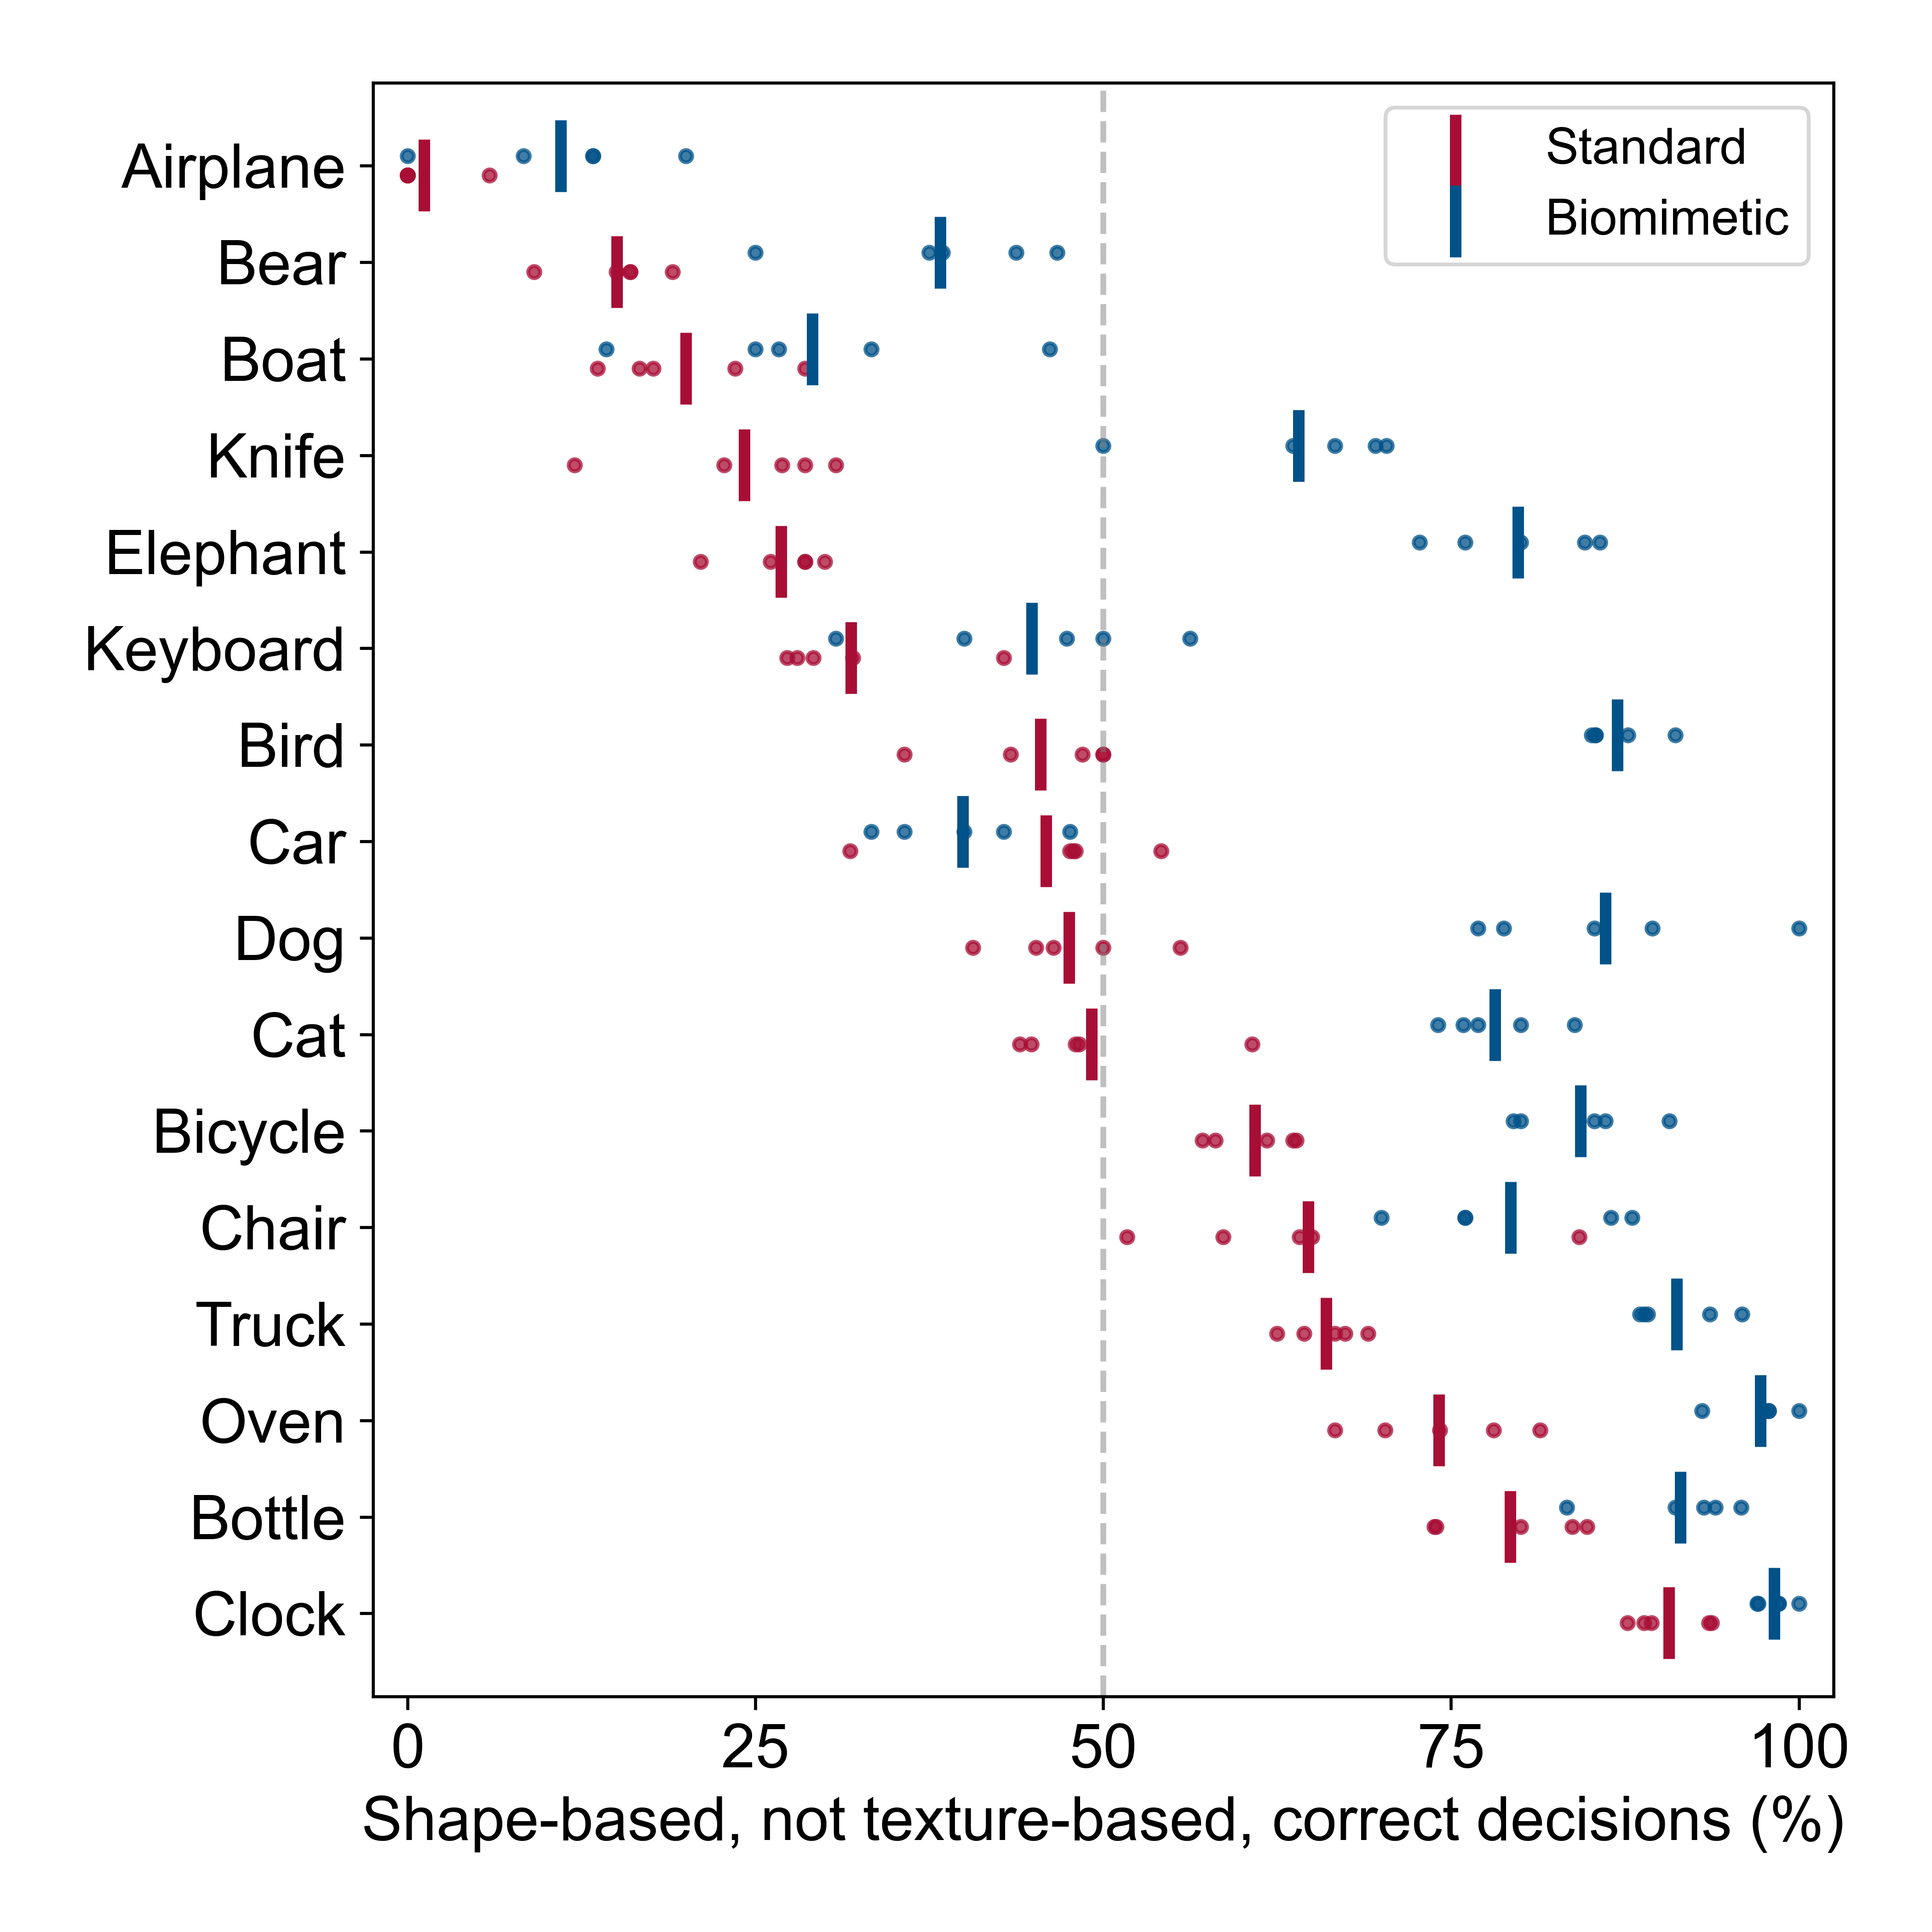 Standard
Biomimetic
Airplane
Bear
Boat
Knife
Elephant
Keyboard
Bird
Car
Dog
Cat
Bicycle
Chair
Truck
Oven
Bottle
Clock
0 25 50 75 100
Shape-based, not texture-based, correct decisions (%)